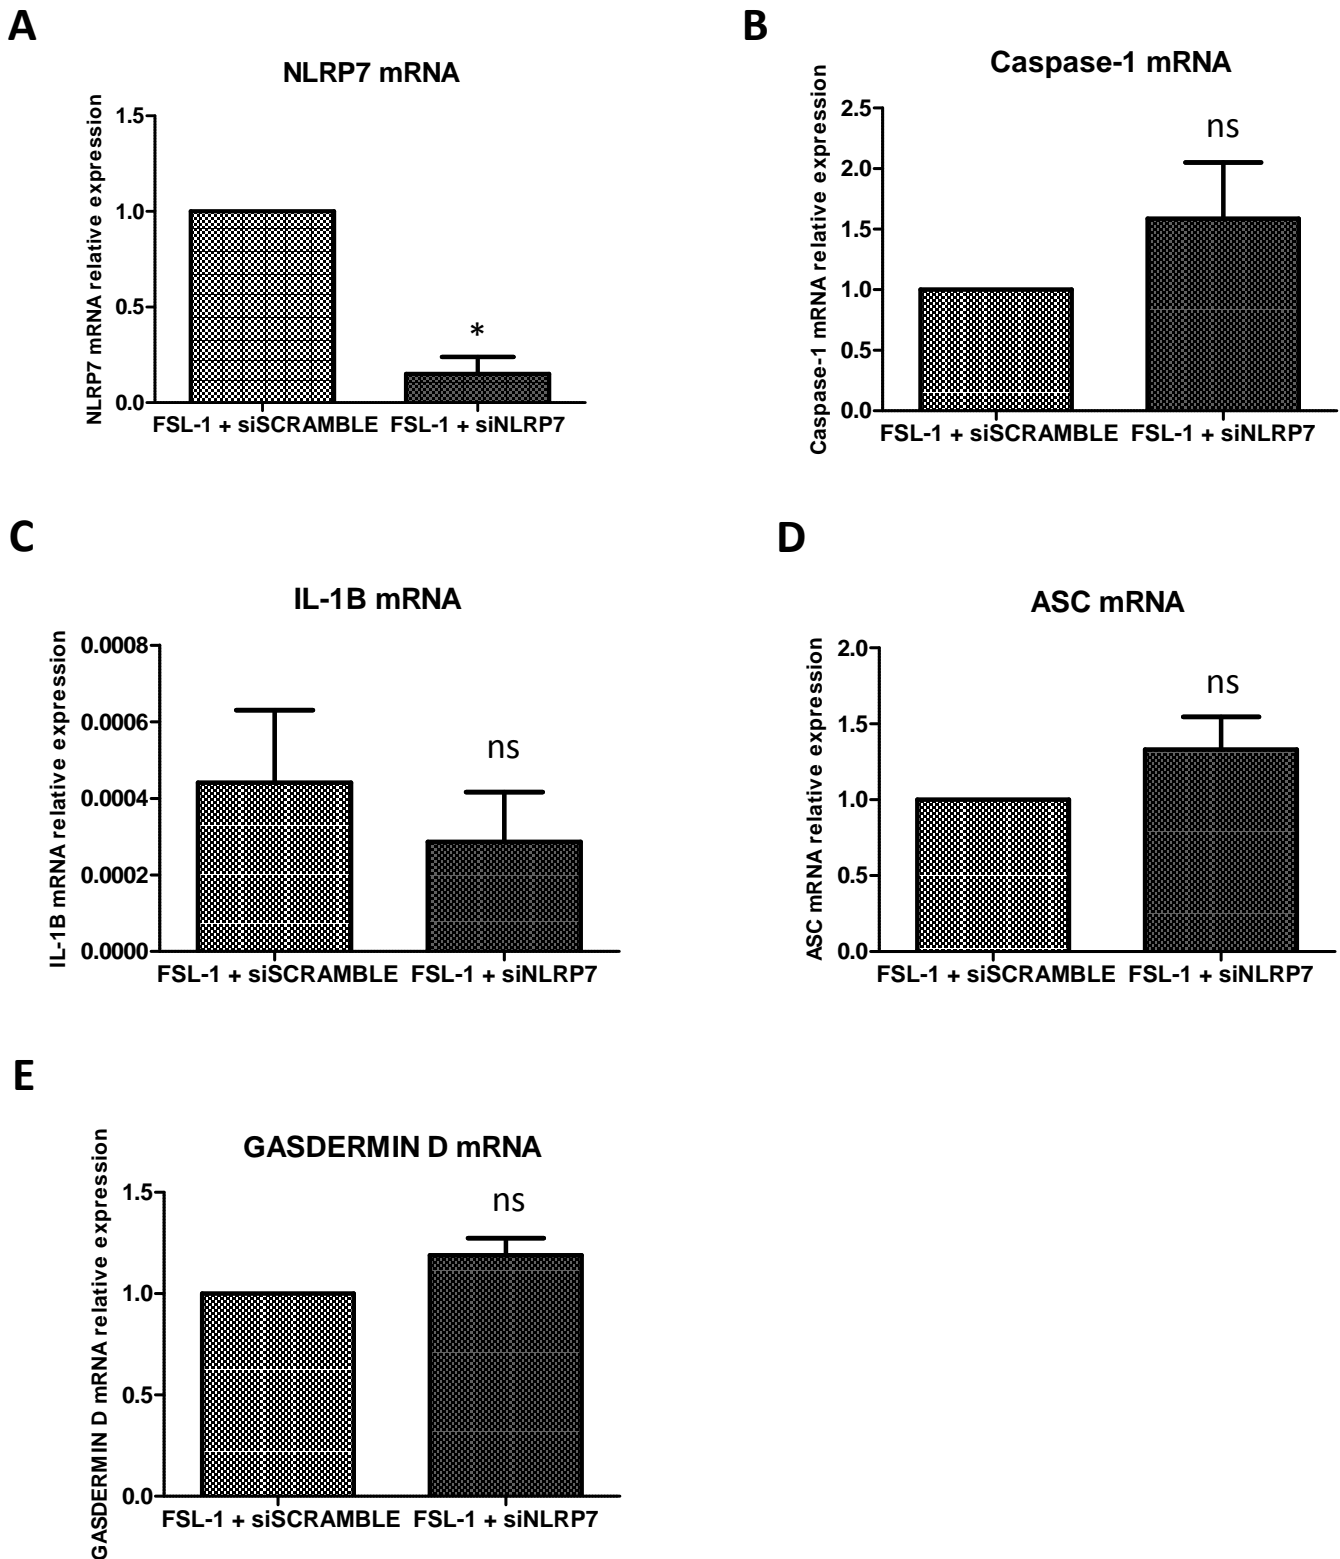 A
NLRP7 mRNA
NLRP7 mRNA relative expression
1.5
1.0
0.5
0.0
*
FSL-1 + siSCRAMBLE FSL-1 + siNLRP7
B
Caspase-1 mRNA
Caspase-1 mRNA relative expression
2.5
2.0
1.5
1.0
0.5
0.0
ns
FSL-1 + siSCRAMBLE FSL-1 + siNLRP7
C
IL-1B mRNA
IL-1B mRNA relative expression
0.0008
0.0006
0.0004
0.0002
0.0000
ns
FSL-1 + siSCRAMBLE FSL-1 + siNLRP7
D
ASC mRNA
ASC mRNA relative expression
2.0
1.5
1.0
0.5
0.0
ns
FSL-1 + siSCRAMBLE FSL-1 + siNLRP7
E
GASDERMIN D mRNA
GASDERMIN D mRNA relative expression
1.5
1.0
0.5
0.0
ns
FSL-1 + siSCRAMBLE FSL-1 + siNLRP7